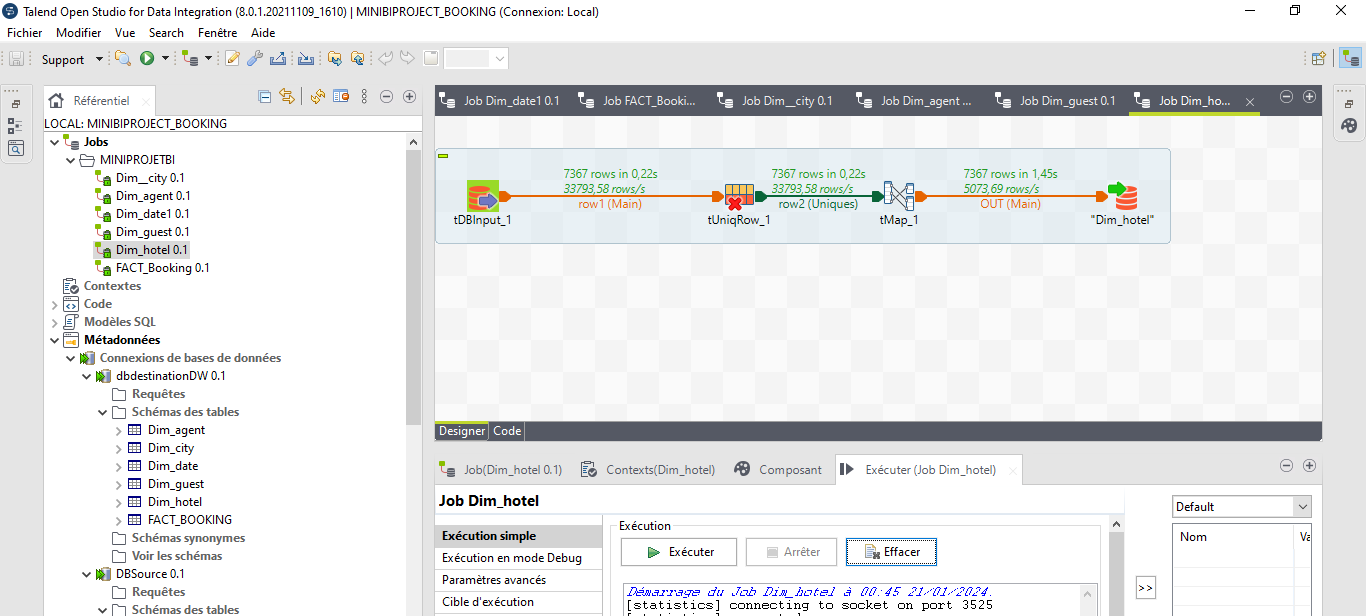 Talend Open Studio for Data Integration (8.0.1.20211109_1610) | MINIBIPROJECT_BOOKING (Connexion: Local)
Fichier Modifier Vue Search Fenêtre Aide
Support
Référentiel
LOCAL: MINIBIPROJECT_BOOKING
Jobs
MINIPROJETBI
Dim__city 0.1
Dim_agent 0.1
Dim_date1 0.1
Dim_guest 0.1
Dim_hotel 0.1
FACT_Booking 0.1
Contextes
Code
Modèles SQL
Métadonnées
Connexions de bases de données
dbdestinationDW 0.1
Requêtes
Schémas des tables
Dim_agent
Dim_city
Dim_date
Dim_guest
Dim_hotel
FACT_BOOKING
Schémas synonymes
Voir les schémas
DBSource 0.1
Requêtes
Schémas des tables
Job Dim_date1 0.1 Job FACT_Booki... Job Dim__city 0.1 Job Dim_agent ... Job Dim_guest 0.1 Job Dim_ho...
7367 rows in 0,22s 7367 rows in 0,22s 7367 rows in 1,45s
33793,58 rows/s 33793,58 rows/s 5073,69 rows/s
row1 (Main) row2 (Uniques) OUT (Main)
tDBInput_1 tUniqRow_1 tMap_1 "Dim_hotel"
Designer Code
Job(Dim_hotel 0.1) Contexts(Dim_hotel) Composant Exécuter (Job Dim_hotel)
Job Dim_hotel
Exécution simple
Exécution en mode Debug
Paramètres avancés
Cible d'exécution
Exécution
Exécuter Arrêter Effacer
Démarrage du Job Dim_hotel à 00:45 21/01/2024.
[statistics] connecting to socket on port 3525
Default
Nom Va
>>